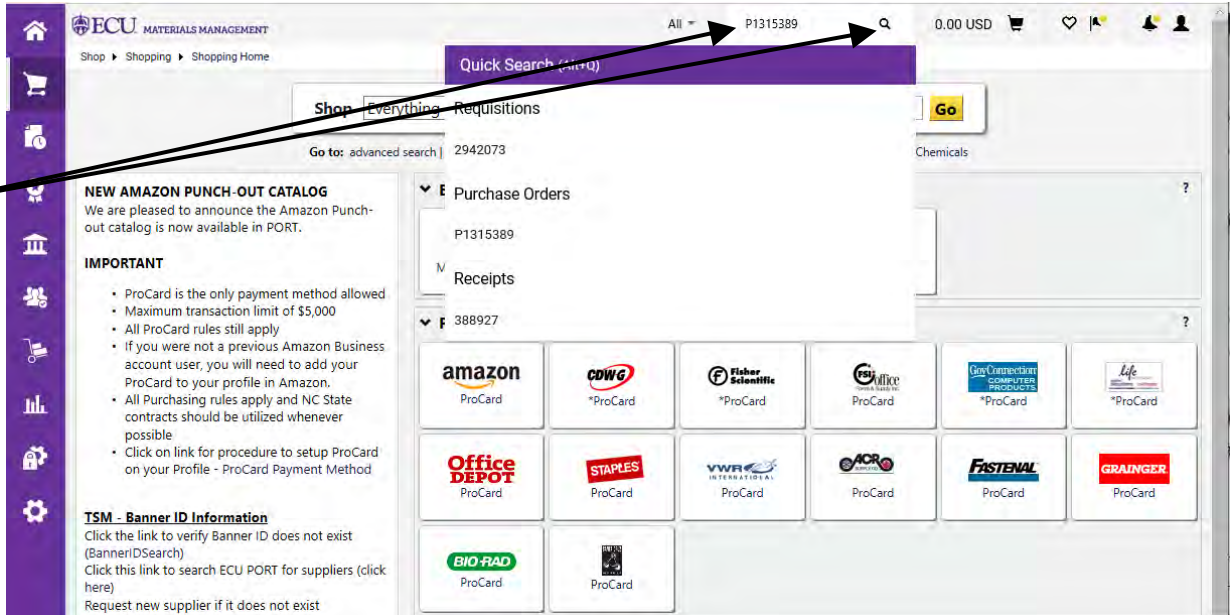 ECU MATERIALS MANAGEMENT
All
P1315389
0.00 USD
Shop Shopping Shopping Home
Quick Search (Alt+Q)
Requisitions
2942073
Purchase Orders
P1315389
Receipts
388927
Shop Everything
Go
Go to: advanced search |
Chemicals
NEW AMAZON PUNCH-OUT CATALOG
We are pleased to announce the Amazon Punch-
out catalog is now available in PORT.
IMPORTANT
• ProCard is the only payment method allowed
• Maximum transaction limit of $5,000
• All ProCard rules still apply
• If you were not a previous Amazon Business
account user, you will need to add your
ProCard to your profile in Amazon.
• All Purchasing rules apply and NC State
contracts should be utilized whenever
possible
• Click on link for procedure to setup ProCard
on your Profile - ProCard Payment Method
TSM - Banner ID Information
Click the link to verify Banner ID does not exist
(BannerIDSearch)
Click this link to search ECU PORT for suppliers (click
here)
Request new supplier if it does not exist
?
?
amazon
ProCard
CDWG
*ProCard
Fisher Scientific
*ProCard
FSI office
ProCard
GovConnection
COMPUTER
PRODUCTS
*ProCard
life
*ProCard
Office
DEPOT
ProCard
STAPLES
ProCard
VWR
INTERNATIONAL
ProCard
ACR
ProCard
FASTENAL
ProCard
GRAINGER
ProCard
BIO-RAD
ProCard
ProCard